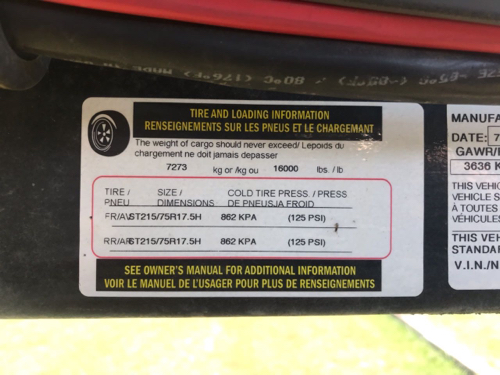 TIRE AND LOADING INFORMATION
RENSEIGNEMENTS SUR LES PNEUS ET LE CHARGEMENT
The weight of cargo should never exceed/ Lepoids du
chargement ne doit jamais depasser
7273 kg or /kg ou 16000 lbs. / lb
TIRE / SIZE / COLD TIRE PRESS. / PRESS
PNEU DIMENSIONS DE PNEUSJA FROID
FR/AV ST215/75R17.5H 862 KPA (125 PSI)
RR/AR ST215/75R17.5H 862 KPA (125 PSI)
SEE OWNER'S MANUAL FOR ADDITIONAL INFORMATION
VOIR LE MANUEL DE L'USAGER POUR PLUS DE RENSEIGNEMENTS
MANUFA
DATE: 7
GAWR/
3636 K
THIS VEHIC
VEHICLE S
À TOUTES
VÉHICULES
THIS VEH
STANDAR
V.I.N./N